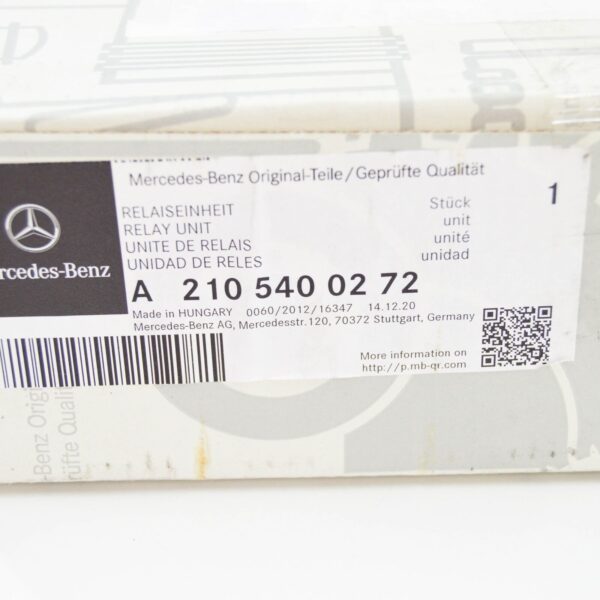 Mercedes-Benz Original-Teile/Geprüfte Qualität
RELAISEINHEIT
RELAY UNIT
UNITE DE RELAIS
UNIDAD DE RELES
Stück 1
unit
unité
unidad
rcedes-Benz
A 210 540 02 72
Made in HUNGARY 0060/2012/16347 14.12.20
Mercedes-Benz AG, Mercedesstr.120, 70372 Stuttgart, Germany
More information on
http://p.mb-qr.com
-Benz Orig
rüfte Qualit